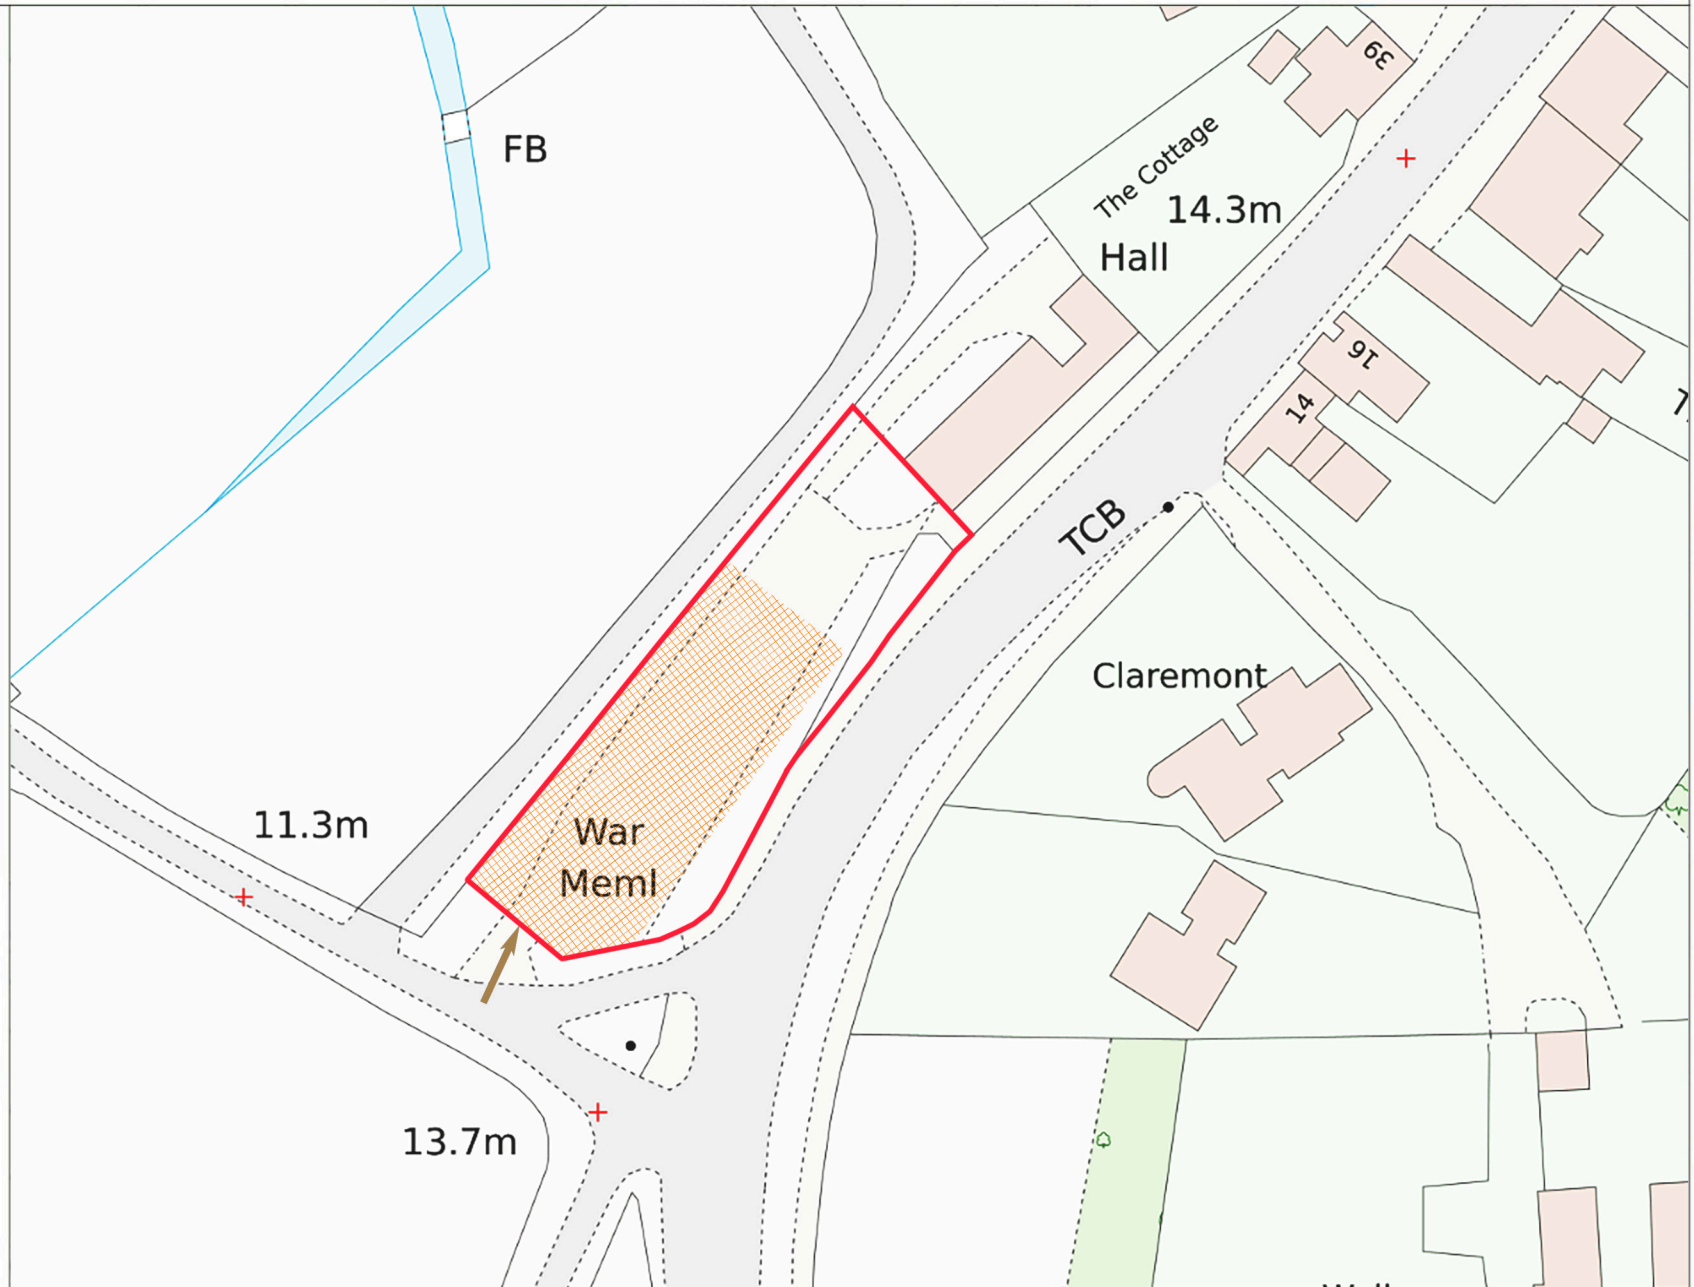 39
FB
The Cottage
14.3m
Hall
16
14
TCB
Claremont
11.3m
War
Meml
13.7m